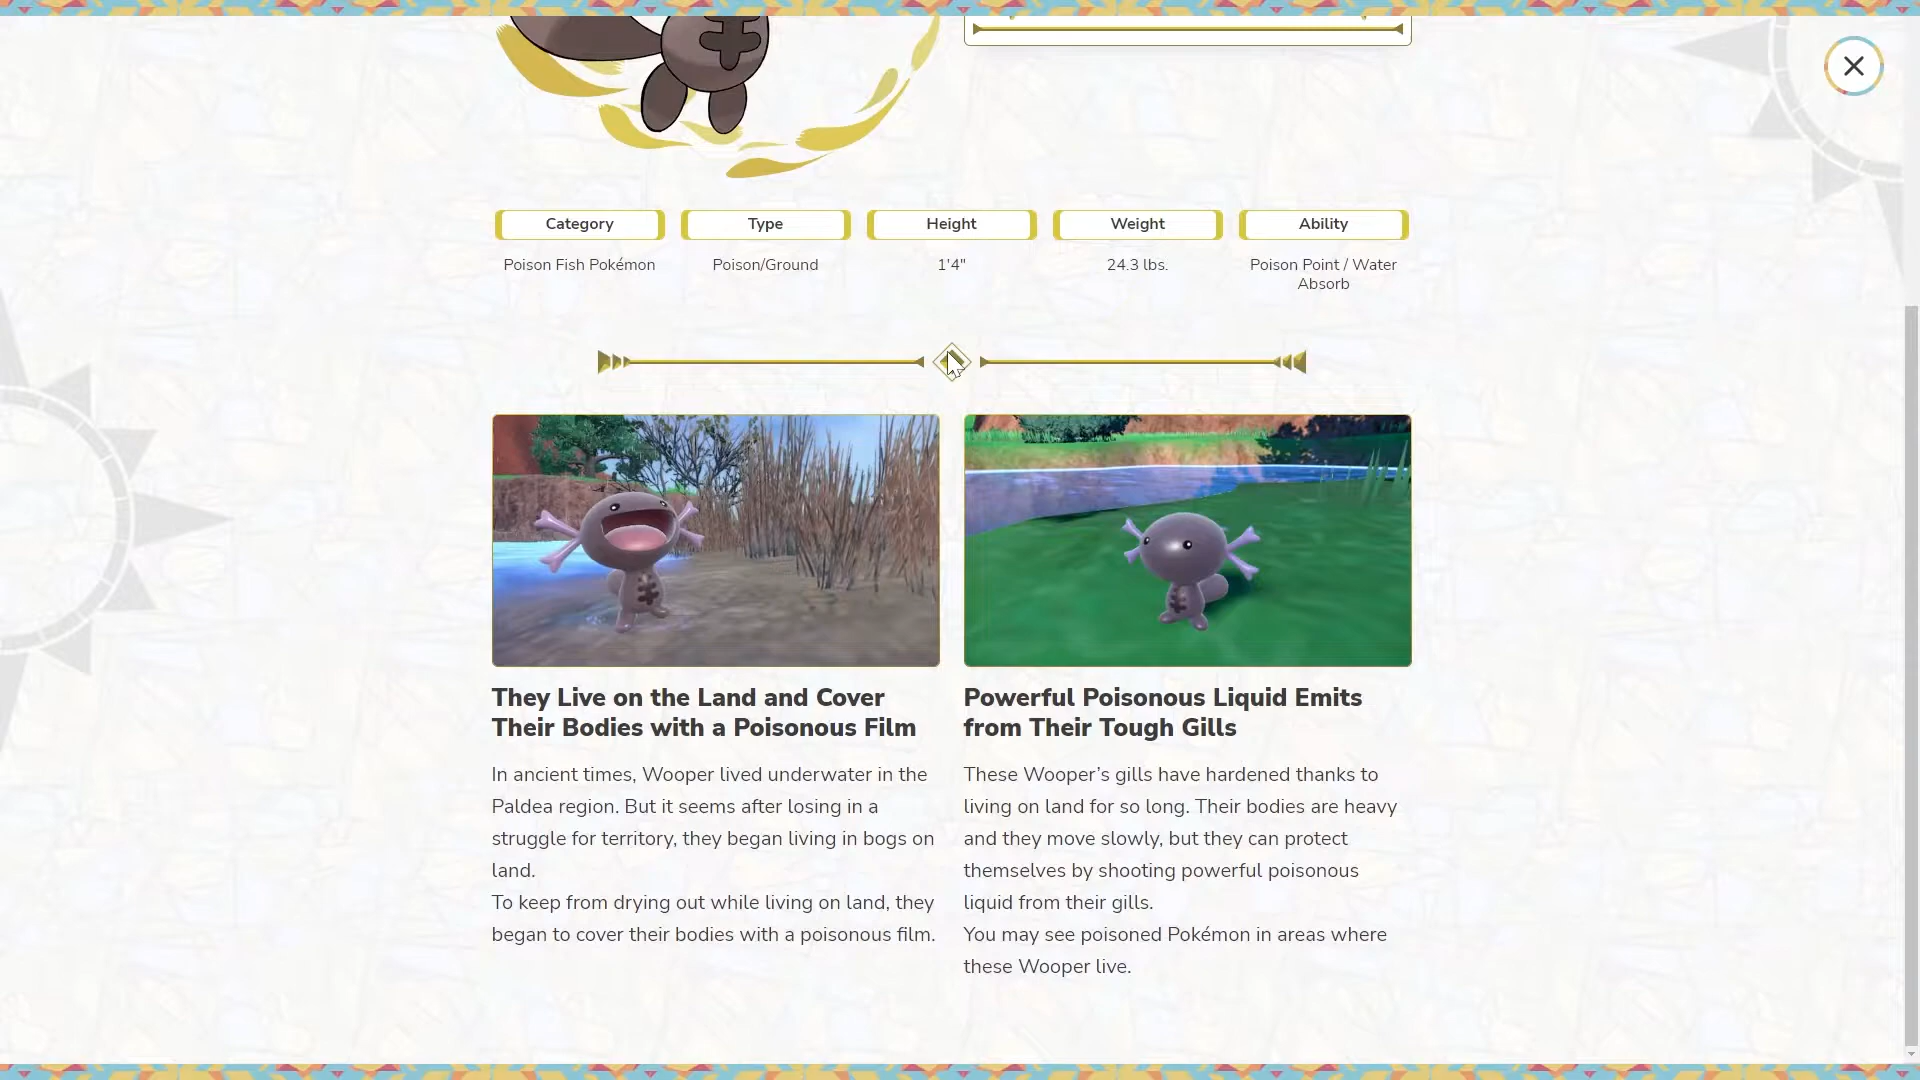 Category
Type
Height
Weight
Ability
Poison Fish Pokémon
Poison/Ground
1'4"
24.3 lbs.
Poison Point / Water
Absorb
They Live on the Land and Cover
Their Bodies with a Poisonous Film
In ancient times, Wooper lived underwater in the
Paldea region. But it seems after losing in a
struggle for territory, they began living in bogs on
land.
To keep from drying out while living on land, they
began to cover their bodies with a poisonous film.
Powerful Poisonous Liquid Emits
from Their Tough Gills
These Wooper’s gills have hardened thanks to
living on land for so long. Their bodies are heavy
and they move slowly, but they can protect
themselves by shooting powerful poisonous
liquid from their gills.
You may see poisoned Pokémon in areas where
these Wooper live.